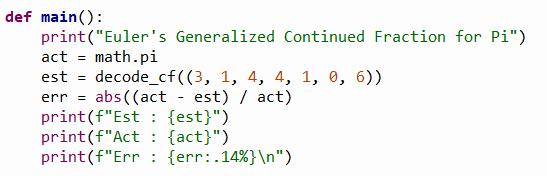 def main():
    print("Euler's Generalized Continued Fraction for Pi")
    act = math.pi
    est = decode_cf((3, 1, 4, 4, 1, 0, 6))
    err = abs((act - est) / act)
    print(f"Est : {est}")
    print(f"Act : {act}")
    print(f"Err : {err:.14%}\n")